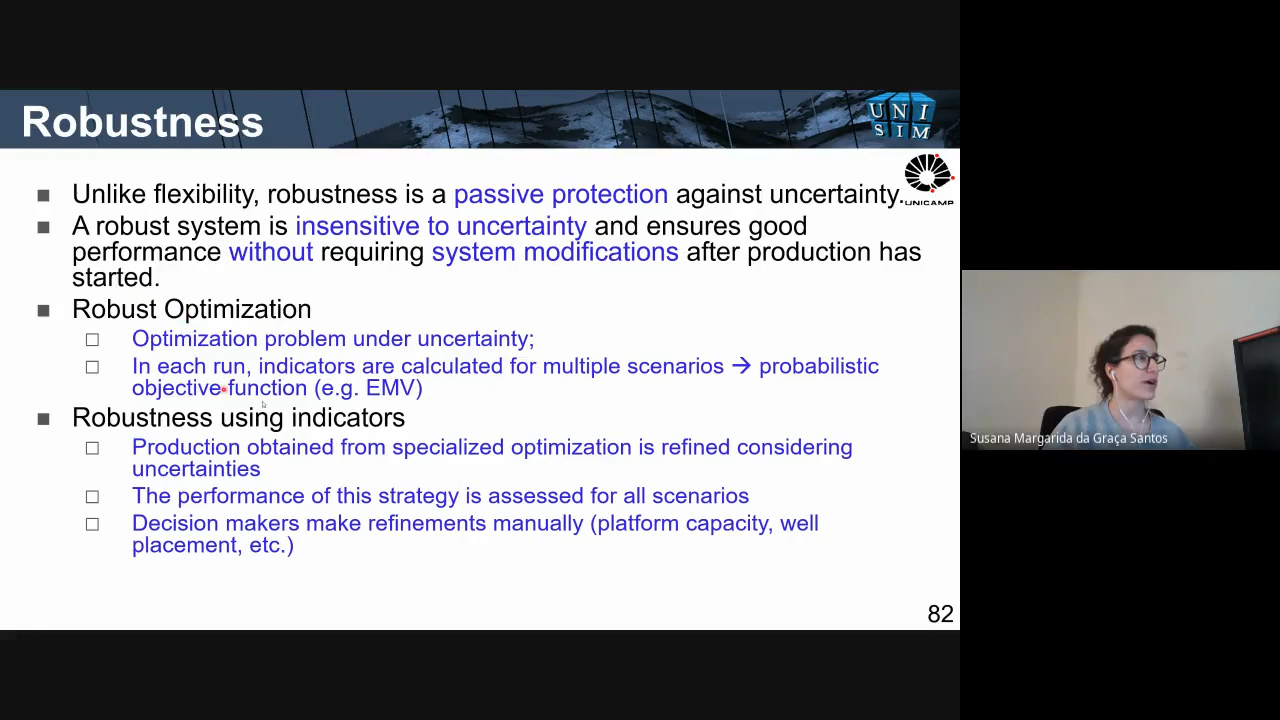 Robustness
UNI
SIM
UNICAMP
Unlike flexibility, robustness is a passive protection against uncertainty.
A robust system is insensitive to uncertainty and ensures good
performance without requiring system modifications after production has
started.
Robust Optimization
Optimization problem under uncertainty;
In each run, indicators are calculated for multiple scenarios → probabilistic
objective function (e.g. EMV)
Robustness using indicators
Production obtained from specialized optimization is refined considering
uncertainties
The performance of this strategy is assessed for all scenarios
Decision makers make refinements manually (platform capacity, well
placement, etc.)
82
Susana Margarida da Graça Santos